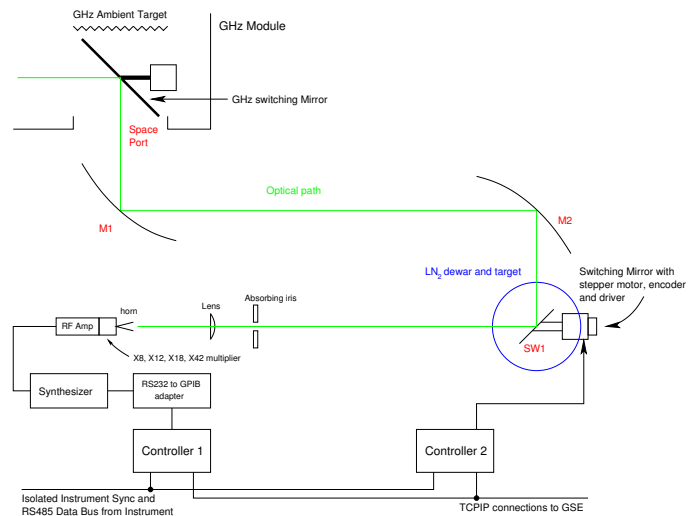 GHz Ambient Target
GHz Module
GHz switching Mirror
Space
Port
Optical path
M1
M2
LN2 dewar and target
Switching Mirror with
stepper motor, encoder
and driver
Absorbing iris
Lens
horn
RF Amp
SW1
X8, X12, X18, X42 multiplier
Synthesizer
RS232 to GPIB
adapter
Controller 1
Controller 2
Isolated Instrument Sync and
RS485 Data Bus from Instrument
TCPIP connections to GSE